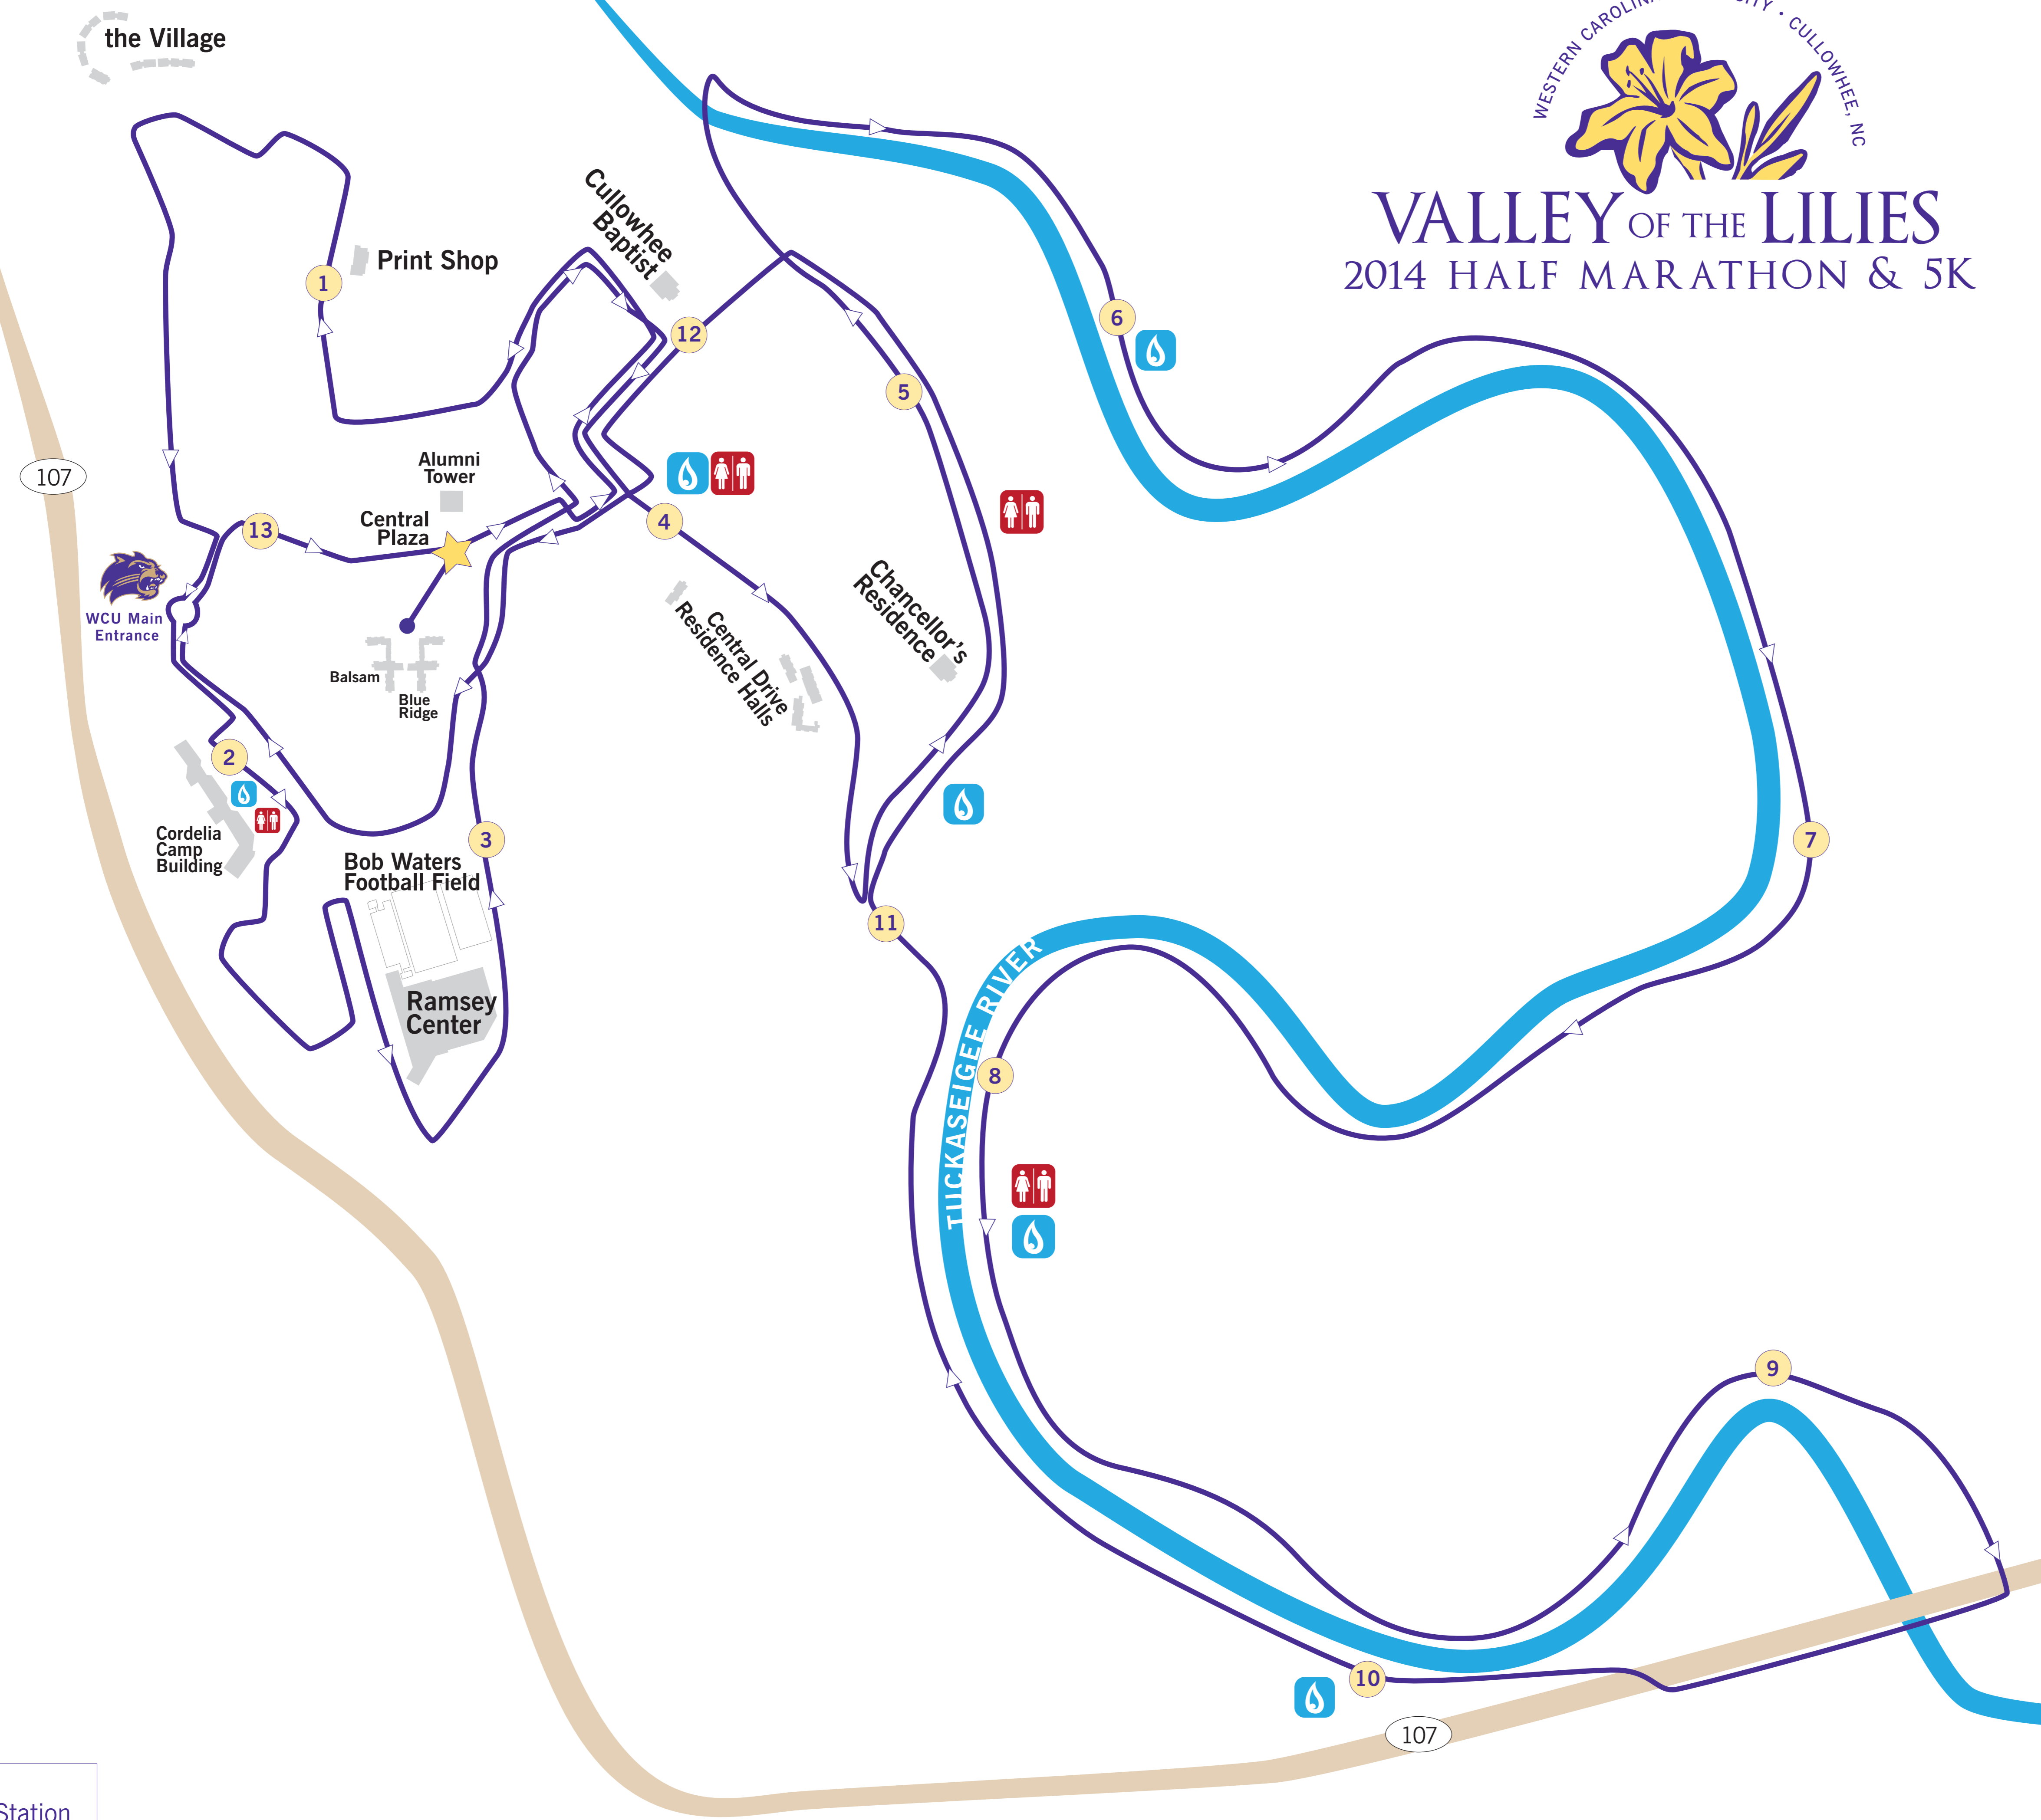 the Village
WESTERN CAROLINA
CITY • CULLOWHEE, NC
VALLEY OF THE LILIES
2014 HALF MARATHON & 5K
Cullowhee
Baptist
1
Print Shop
12
6
5
107
Alumni
Tower
Central
Plaza
13
4
WCU Main
Entrance
Balsam
Blue
Ridge
Central Drive
Residence Halls
Chancellor's
Residence
2
Cordelia
Camp
Building
3
Bob Waters
Football Field
Ramsey
Center
7
11
TUCKASEIGEE RIVER
8
9
10
107
Station